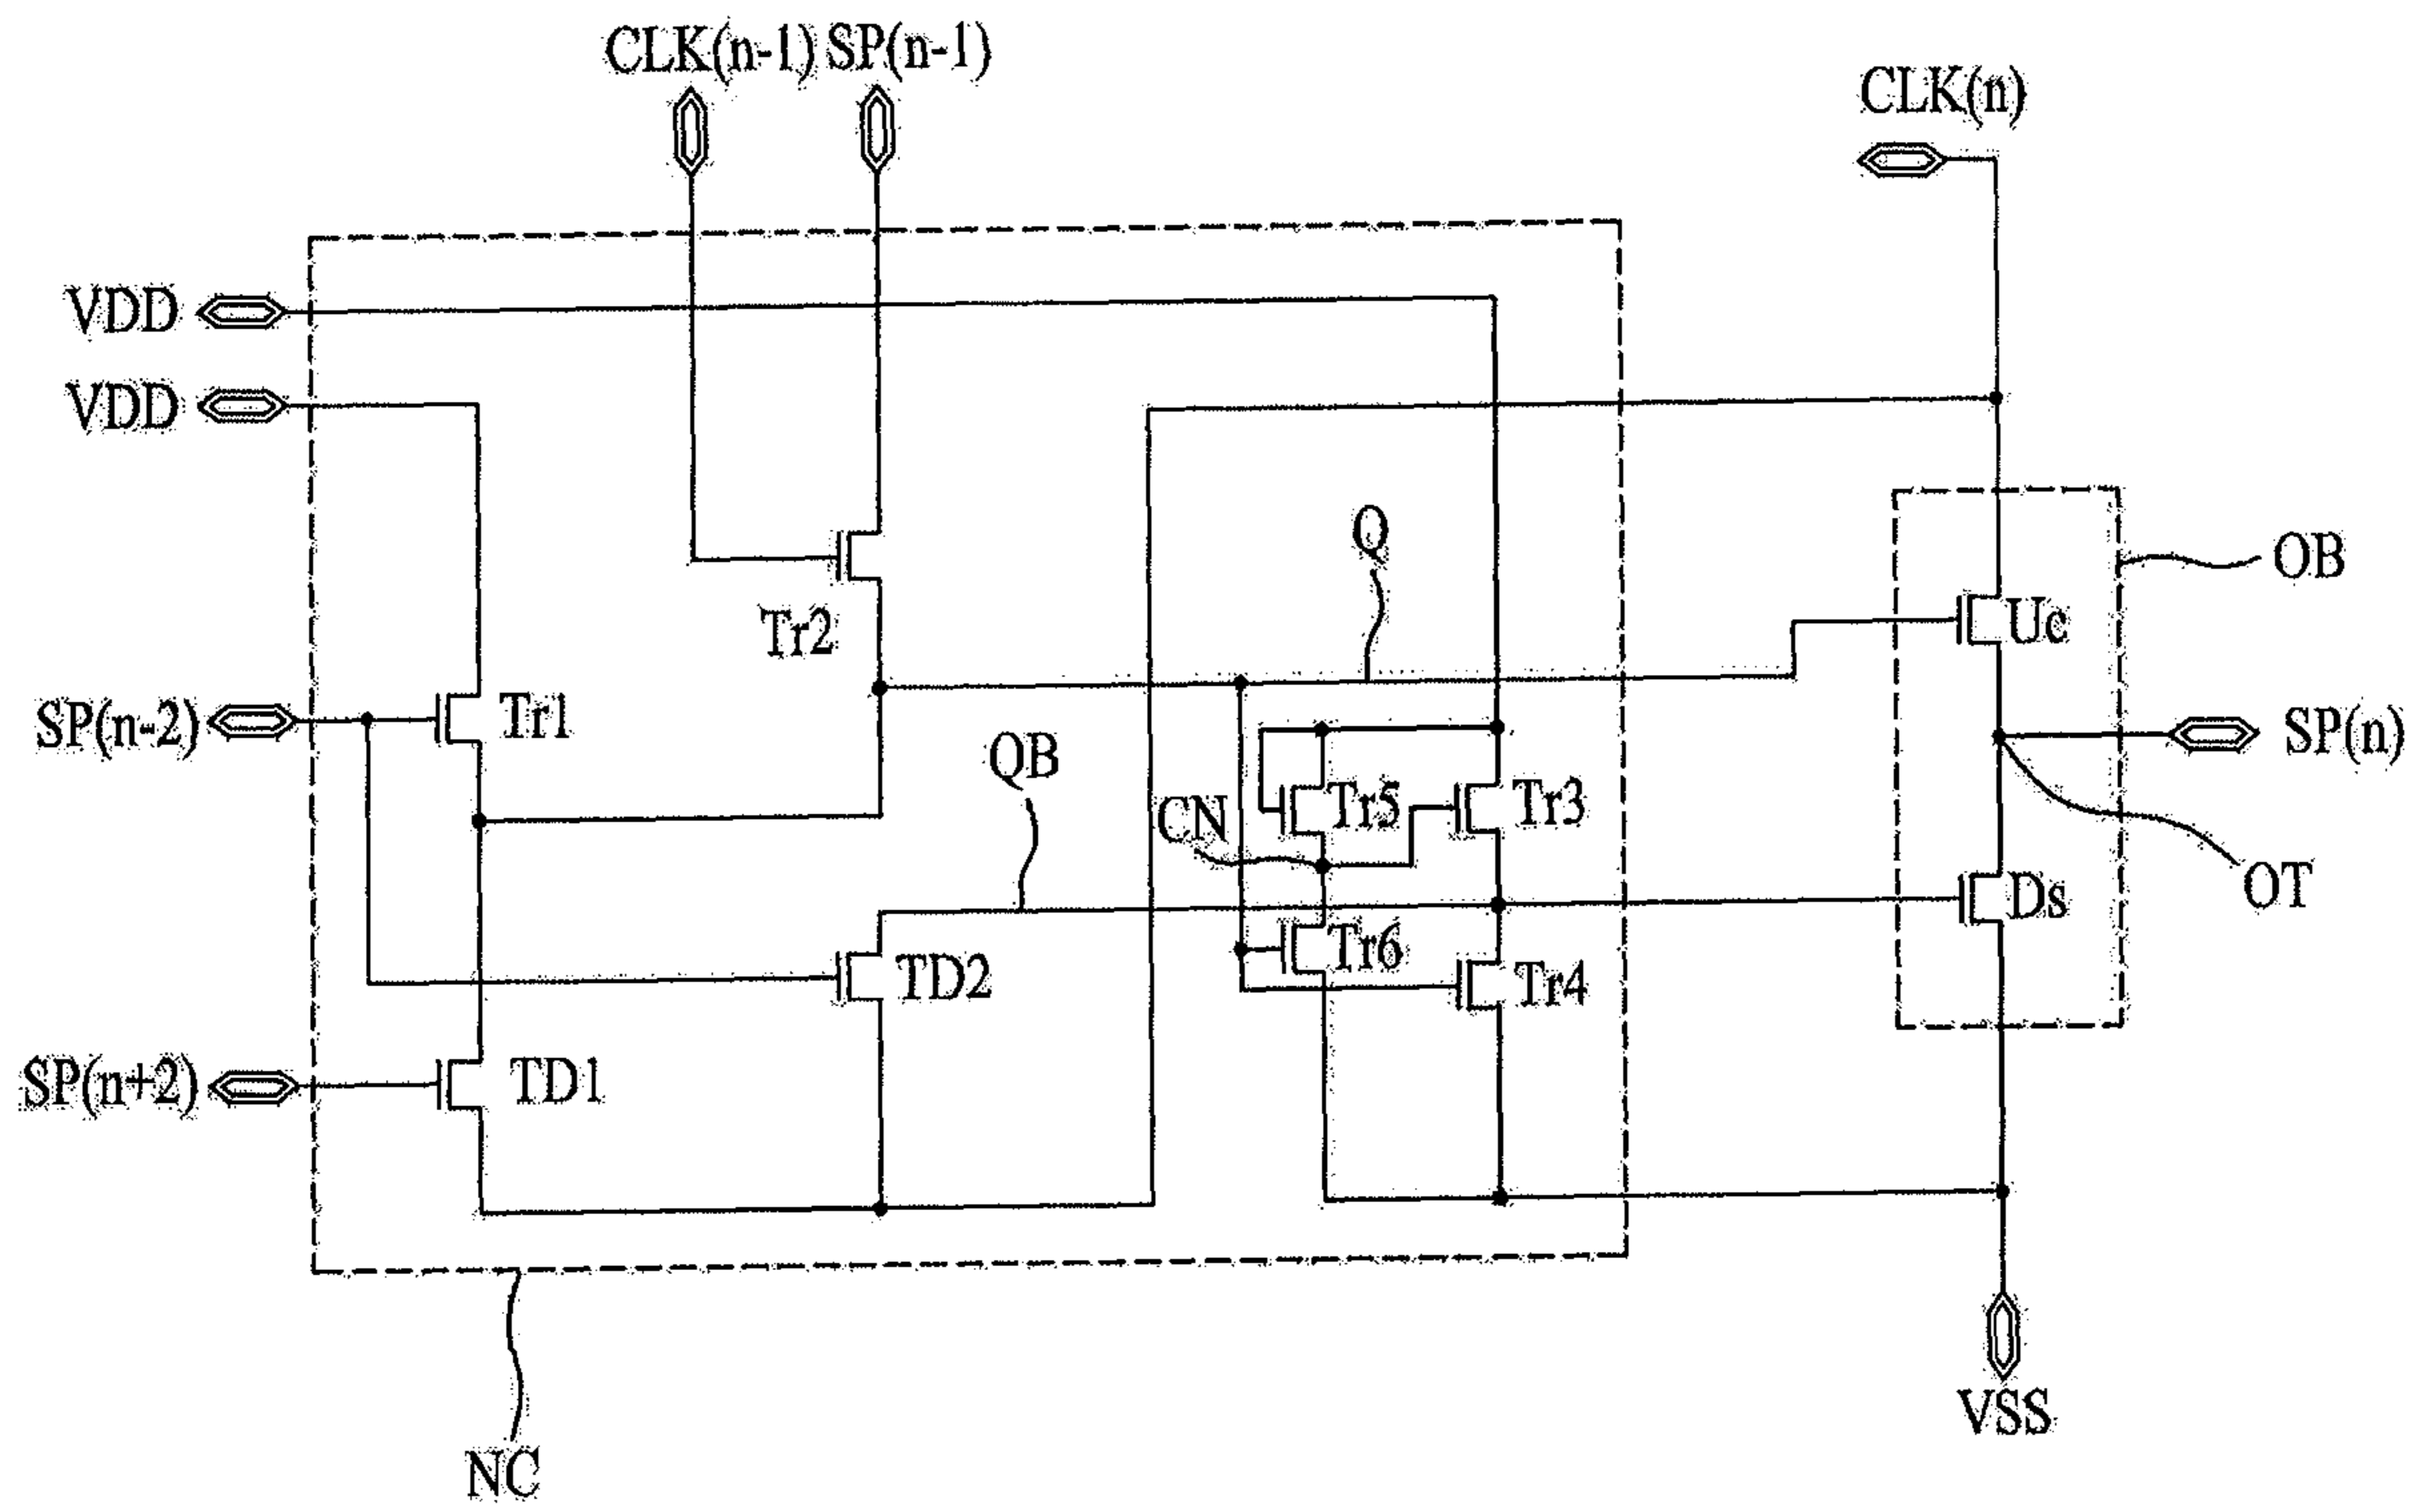 CLK(n-1) SP(n-1)
CLK(n)
VDD
VDD
Q
OB
Tr2
Uc
SP(n-2)
Tr1
QB
SP(n)
CN
Tr5
Tr3
OT
Ds
Tr6
TD2
Tr4
SP(n+2)
TD1
VSS
NC